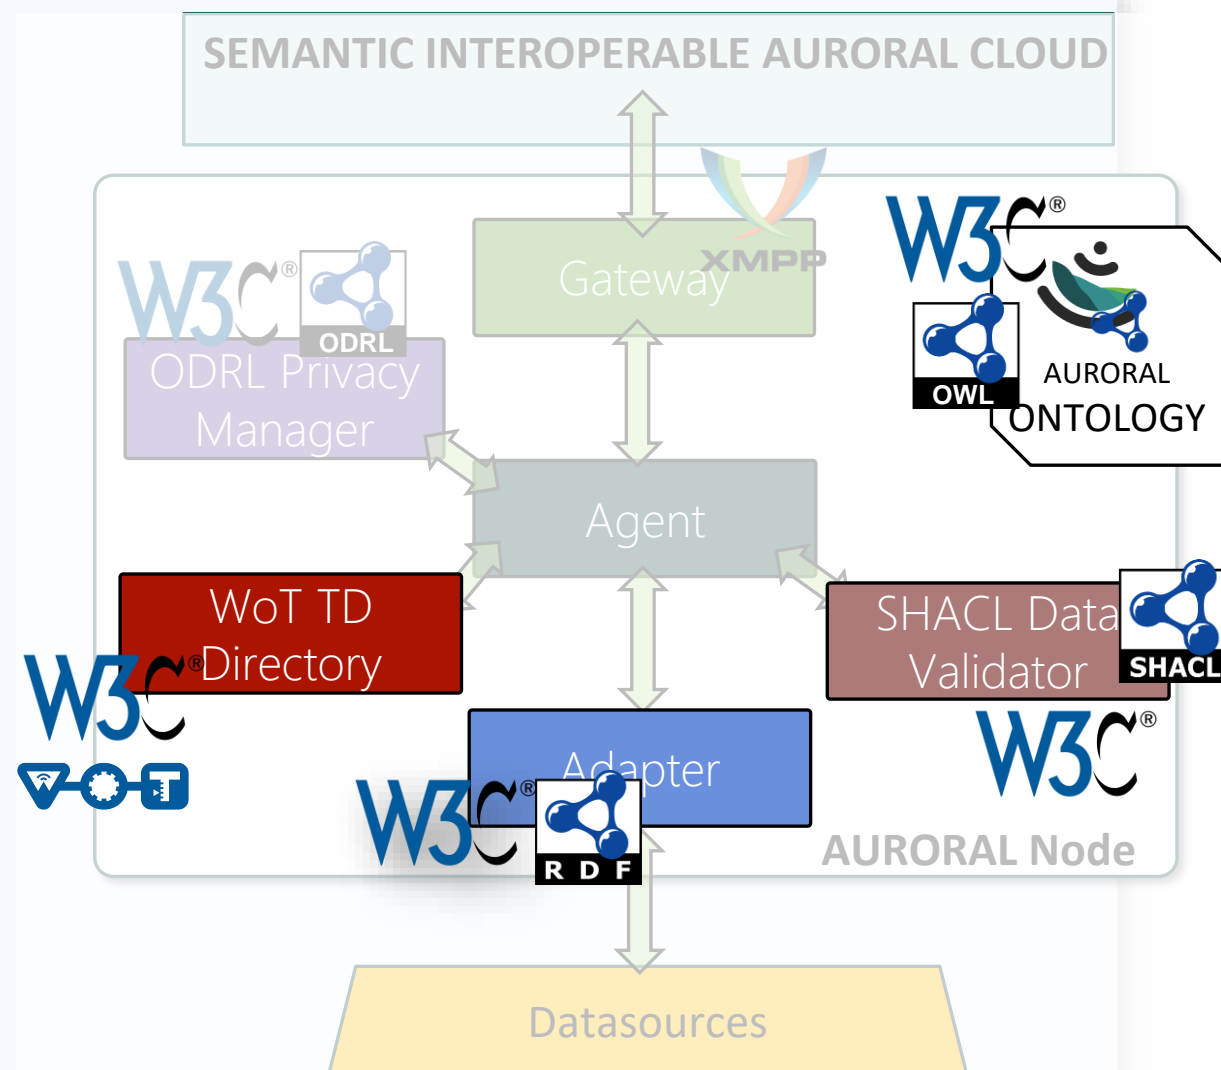 SEMANTIC INTEROPERABLE AURORAL CLOUD
XMPP
Gateway
W3C®
ODRL
ODRL Privacy
Manager
W3C®
OWL
AURORAL
ONTOLOGY
Agent
WoT TD
Directory
W3C®
W T
SHACL Data
Validator
SHACL
W3C®
Adapter
W3C®
RDF
AURORAL Node
Datasources